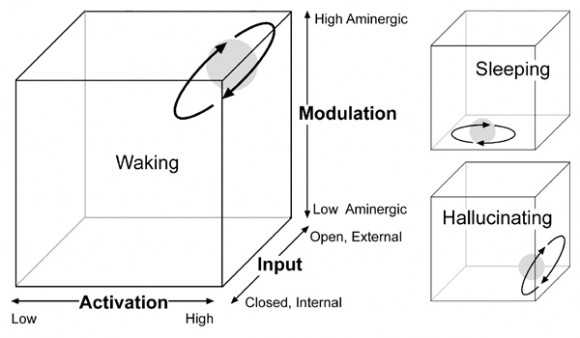 High Aminergic
Sleeping
Modulation
Waking
Low Aminergic
Hallucinating
Open, External
Input
Activation
Closed, Internal
Low
High